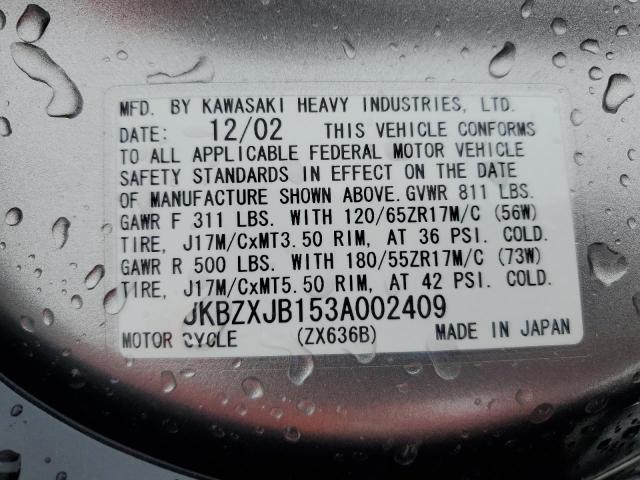 MFD. BY KAWASAKI HEAVY INDUSTRIES, LTD.
DATE: 12/02 THIS VEHICLE CONFORMS
TO ALL APPLICABLE FEDERAL MOTOR VEHICLE
SAFETY STANDARDS IN EFFECT ON THE DATE
OF MANUFACTURE SHOWN ABOVE. GVWR 811 LBS.
GAWR F 311 LBS. WITH 120/65ZR17M/C (56W)
TIRE, J17M/CxMT3.50 RIM, AT 36 PSI. COLD.
GAWR R 500 LBS. WITH 180/55ZR17M/C (73W)
TIRE, J17M/CxMT5.50 RIM, AT 42 PSI. COLD.
JKBZXJB153A002409
MOTOR CYCLE (ZX636B) MADE IN JAPAN